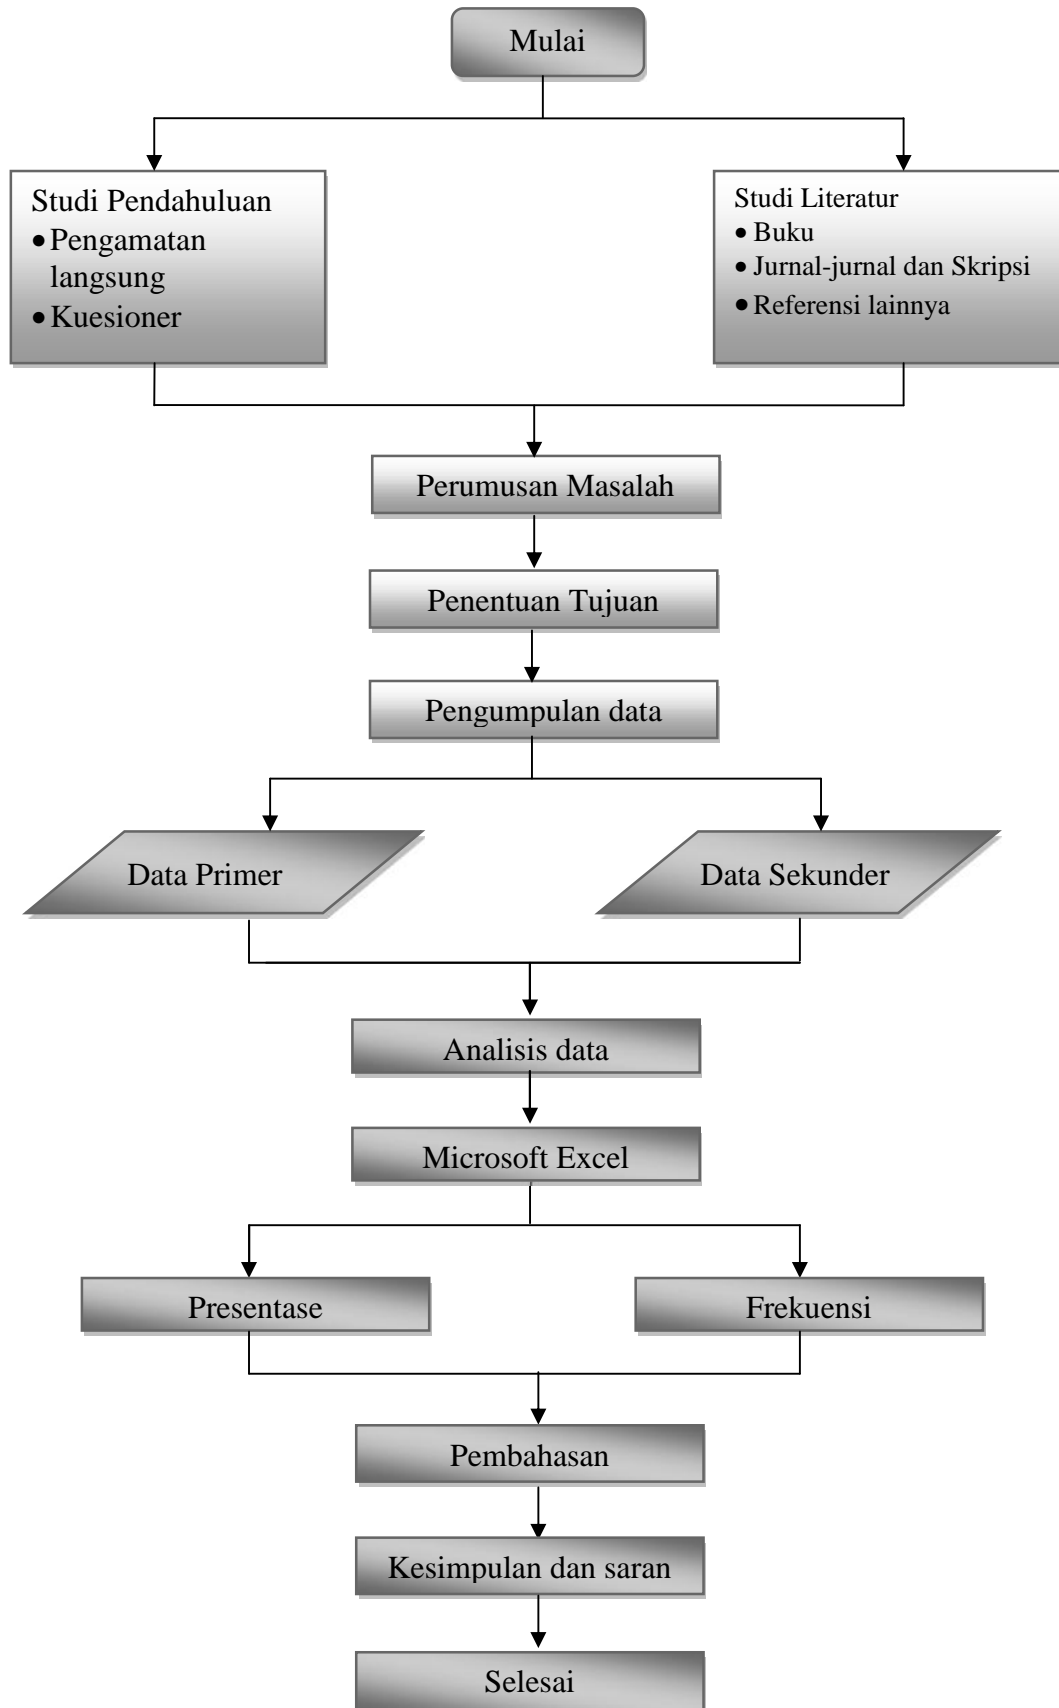 Mulai
Studi Pendahuluan
• Pengamatan
langsung
• Kuesioner
Studi Literatur
• Buku
• Jurnal-jurnal dan Skripsi
• Referensi lainnya
Perumusan Masalah
Penentuan Tujuan
Pengumpulan data
Data Primer
Data Sekunder
Analisis data
Microsoft Excel
Presentase
Frekuensi
Pembahasan
Kesimpulan dan saran
Selesai